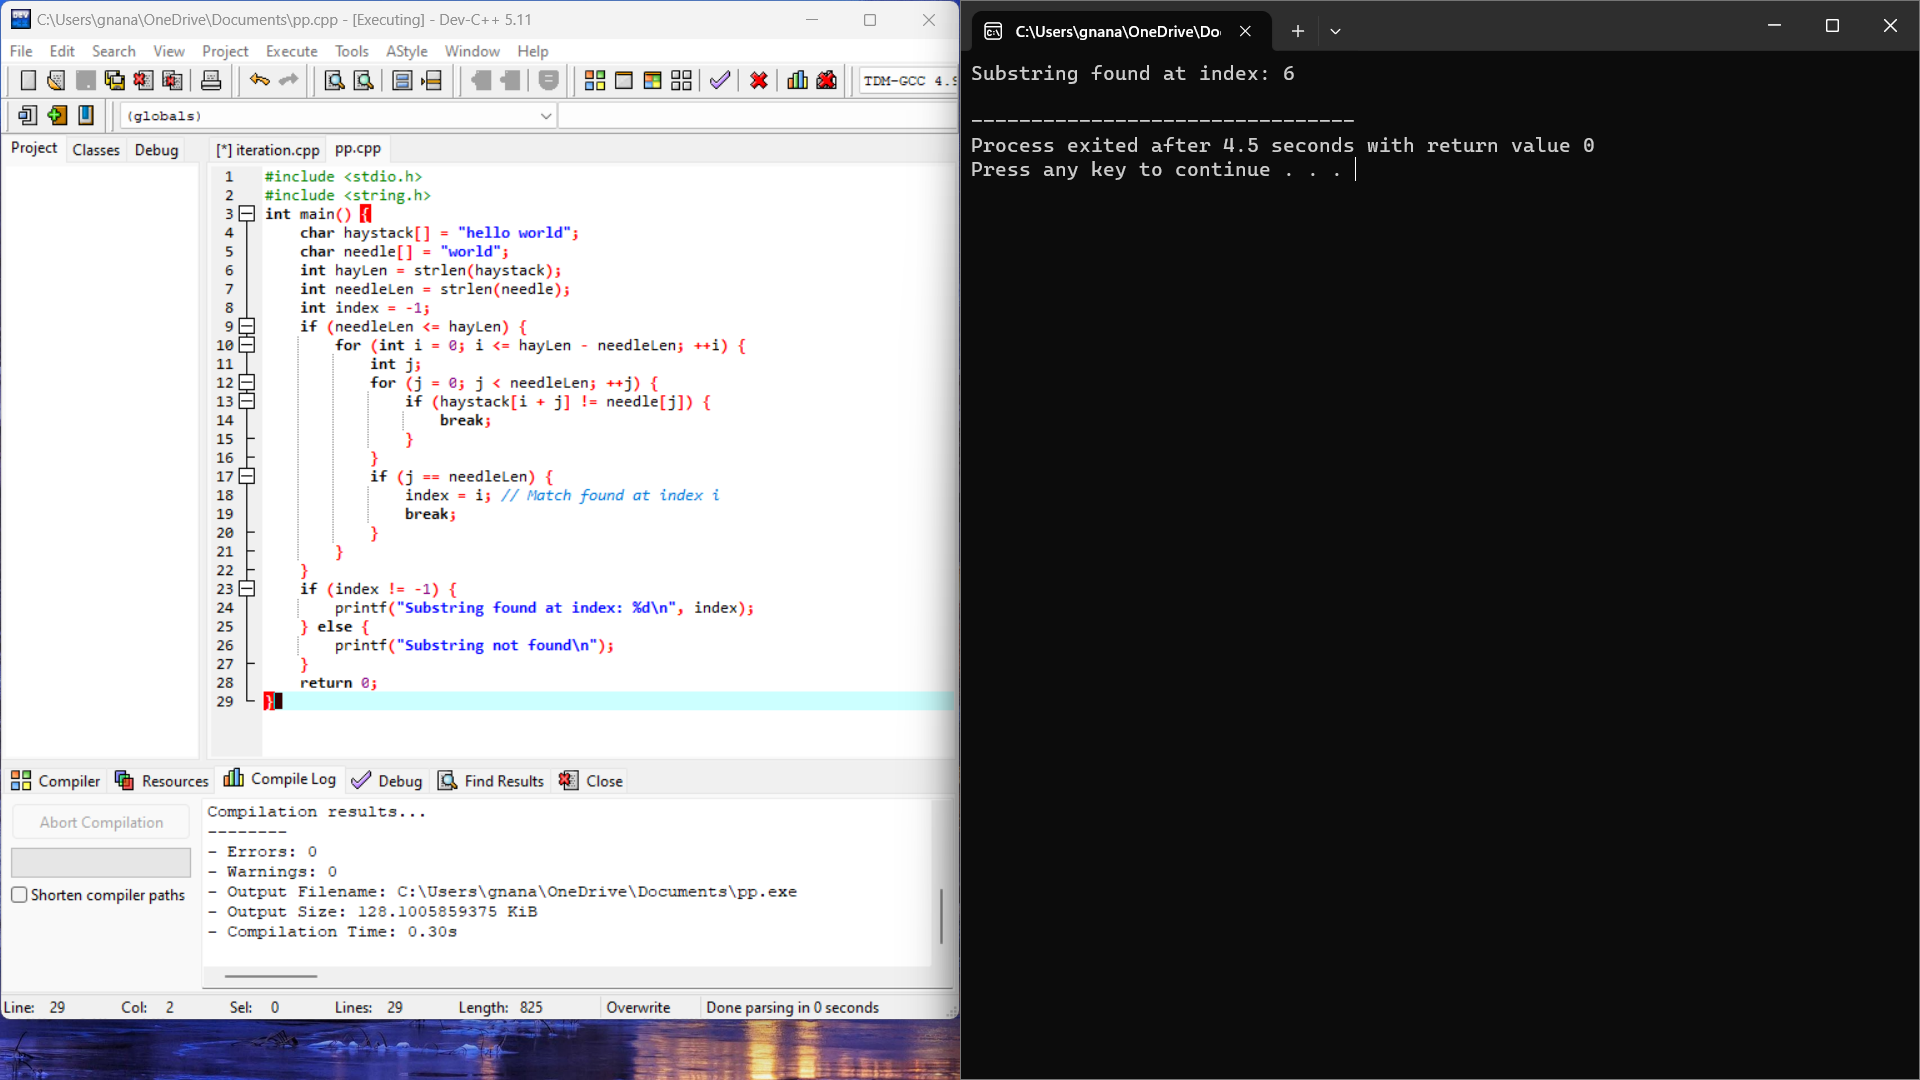 C:\Users\gnana\OneDrive\Documents\pp.cpp - [Executing] - Dev-C++ 5.11
File Edit Search View Project Execute Tools AStyle Window Help
TDM-GCC 4.9
(globals)
Project Classes Debug
[*] iteration.cpp pp.cpp
1 #include <stdio.h>
2 #include <string.h>
3 int main() {
4 char haystack[] = "hello world";
5 char needle[] = "world";
6 int hayLen = strlen(haystack);
7 int needleLen = strlen(needle);
8 int index = -1;
9 if (needleLen <= hayLen) {
10 for (int i = 0; i <= hayLen - needleLen; ++i) {
11 int j;
12 for (j = 0; j < needleLen; ++j) {
13 if (haystack[i + j] != needle[j]) {
14 break;
15 }
16 }
17 if (j == needleLen) {
18 index = i; // Match found at index i
19 break;
20 }
21 }
22 }
23 if (index != -1) {
24 printf("Substring found at index: %d\n", index);
25 } else {
26 printf("Substring not found\n");
27 }
28 return 0;
29 }
Compiler Resources Compile Log Debug Find Results Close
Abort Compilation
Shorten compiler paths
Compilation results...
--------
- Errors: 0
- Warnings: 0
- Output Filename: C:\Users\gnana\OneDrive\Documents\pp.exe
- Output Size: 128.1005859375 KiB
- Compilation Time: 0.30s
Line: 29 Col: 2 Sel: 0 Lines: 29 Length: 825 Overwrite Done parsing in 0 seconds
C:\Users\gnana\OneDrive\Do
Substring found at index: 6
--------------------------------
Process exited after 4.5 seconds with return value 0
Press any key to continue . . .